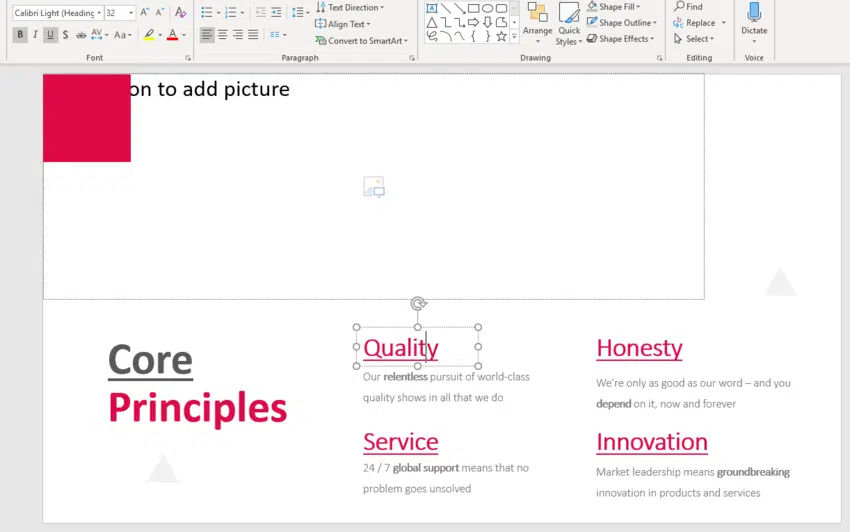 Calibri Light (Heading 32 A A A Text Direction Shape Fill Find
B I U S ab AV Aa A Align Text Arrange Quick Styles Shape Outline Replace Dictate
Convert to SmartArt Shape Effects Select
Font Paragraph Drawing Editing Voice
on to add picture
Core
Principles
Quality
Our relentless pursuit of world-class
quality shows in all that we do
Honesty
We're only as good as our word – and you
depend on it, now and forever
Service
24 / 7 global support means that no
problem goes unsolved
Innovation
Market leadership means groundbreaking
innovation in products and services